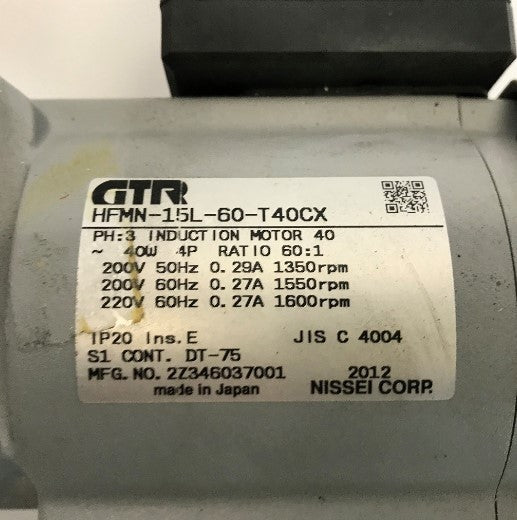 GTR
HFMN-15L-60-T40CX
PH:3 INDUCTION MOTOR 40
~ 40W 4P RATIO 60:1
200V 50Hz 0.29A 1350rpm
200V 60Hz 0.27A 1550rpm
220V 60Hz 0.27A 1600rpm
IP20 Ins.E JIS C 4004
S1 CONT. DT-75
MFG. NO. 2Z346037001 2012
made in Japan NISSEI CORP.